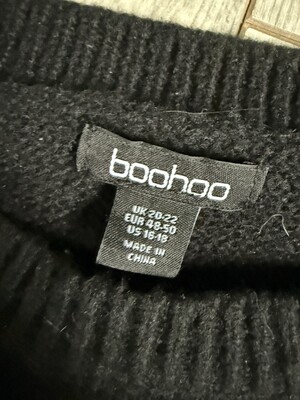 boohoo
UK 20-22
EUR 48-50
US 16-18
MADE IN
CHINA